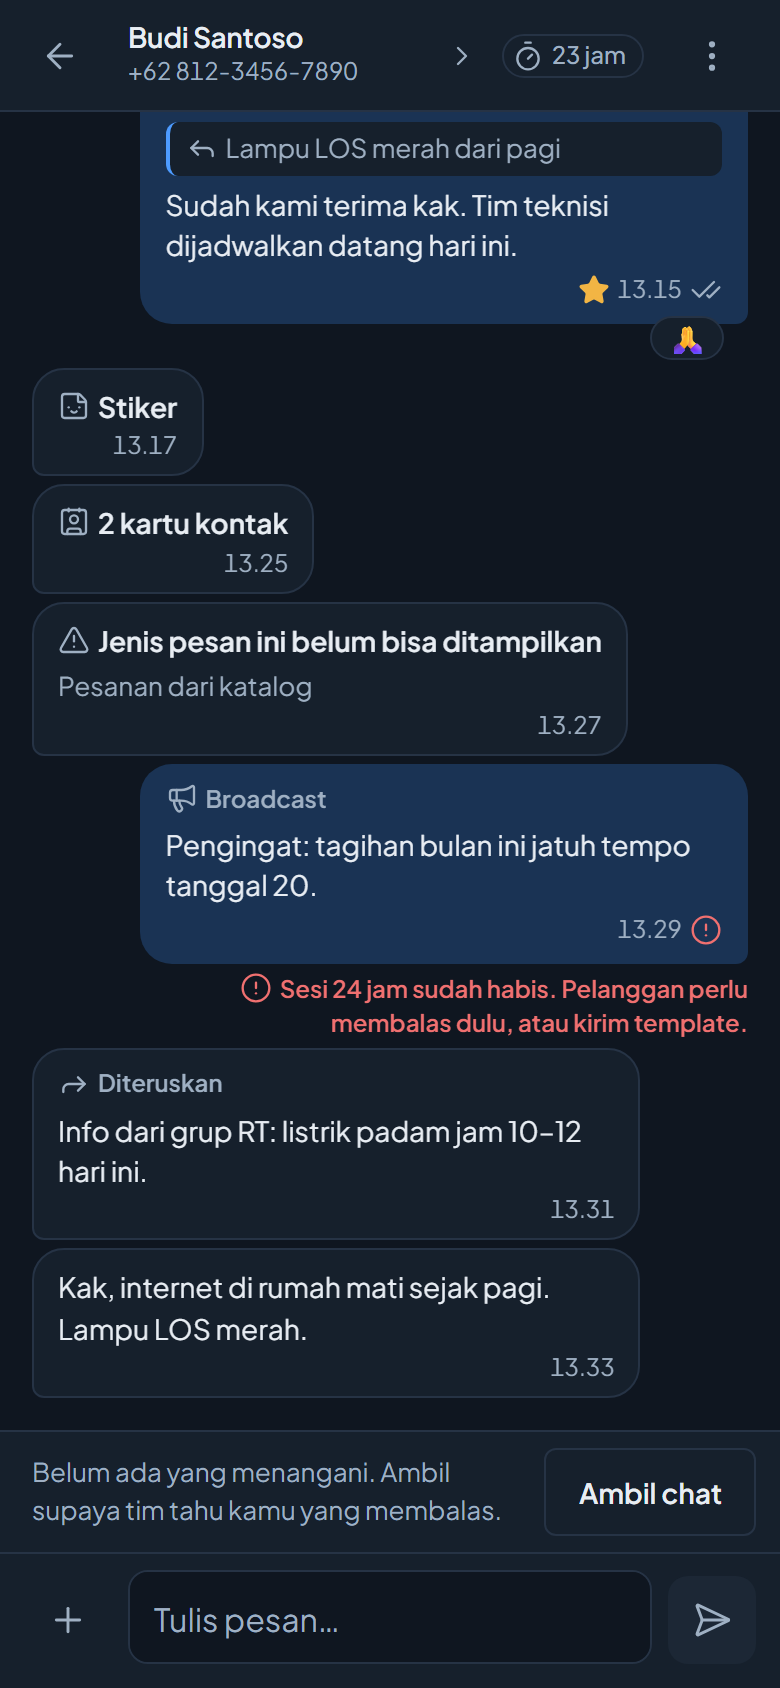 Budi Santoso
+62 812-3456-7890
23 jam
Lampu LOS merah dari pagi
Sudah kami terima kak. Tim teknisi
dijadwalkan datang hari ini.
13.15
Stiker
13.17
2 kartu kontak
13.25
Jenis pesan ini belum bisa ditampilkan
Pesanan dari katalog
13.27
Broadcast
Pengingat: tagihan bulan ini jatuh tempo
tanggal 20.
13.29
Sesi 24 jam sudah habis. Pelanggan perlu
membalas dulu, atau kirim template.
Diteruskan
Info dari grup RT: listrik padam jam 10–12
hari ini.
13.31
Kak, internet di rumah mati sejak pagi.
Lampu LOS merah.
13.33
Belum ada yang menangani. Ambil
supaya tim tahu kamu yang membalas.
Ambil chat
Tulis pesan...